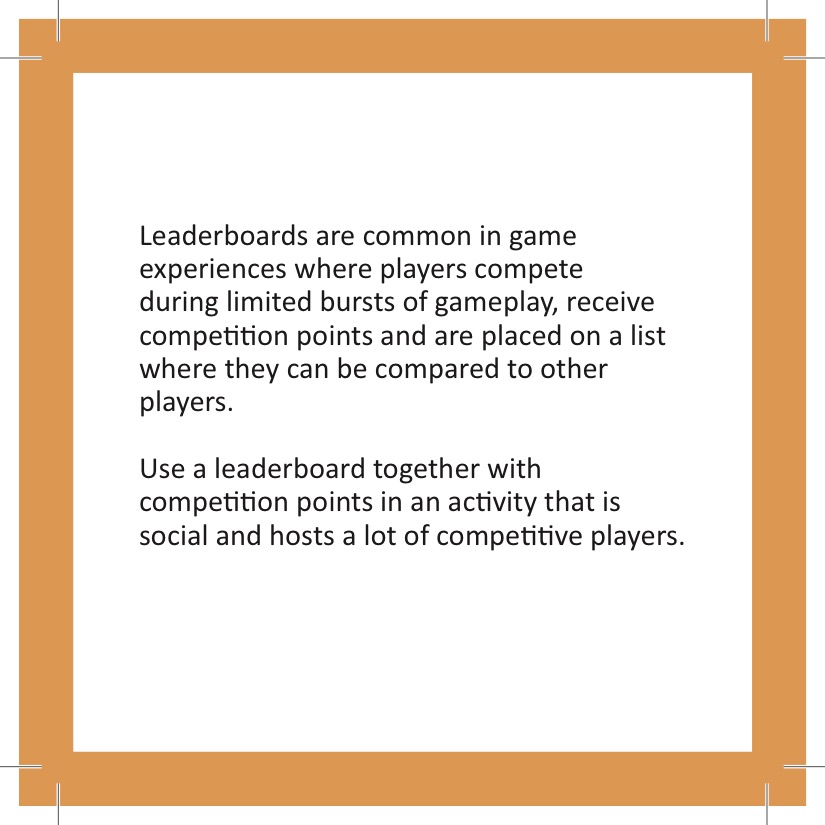 Leaderboards are common in game
experiences where players compete
during limited bursts of gameplay, receive
competition points and are placed on a list
where they can be compared to other
players.
Use a leaderboard together with
competition points in an activity that is
social and hosts a lot of competitive players.